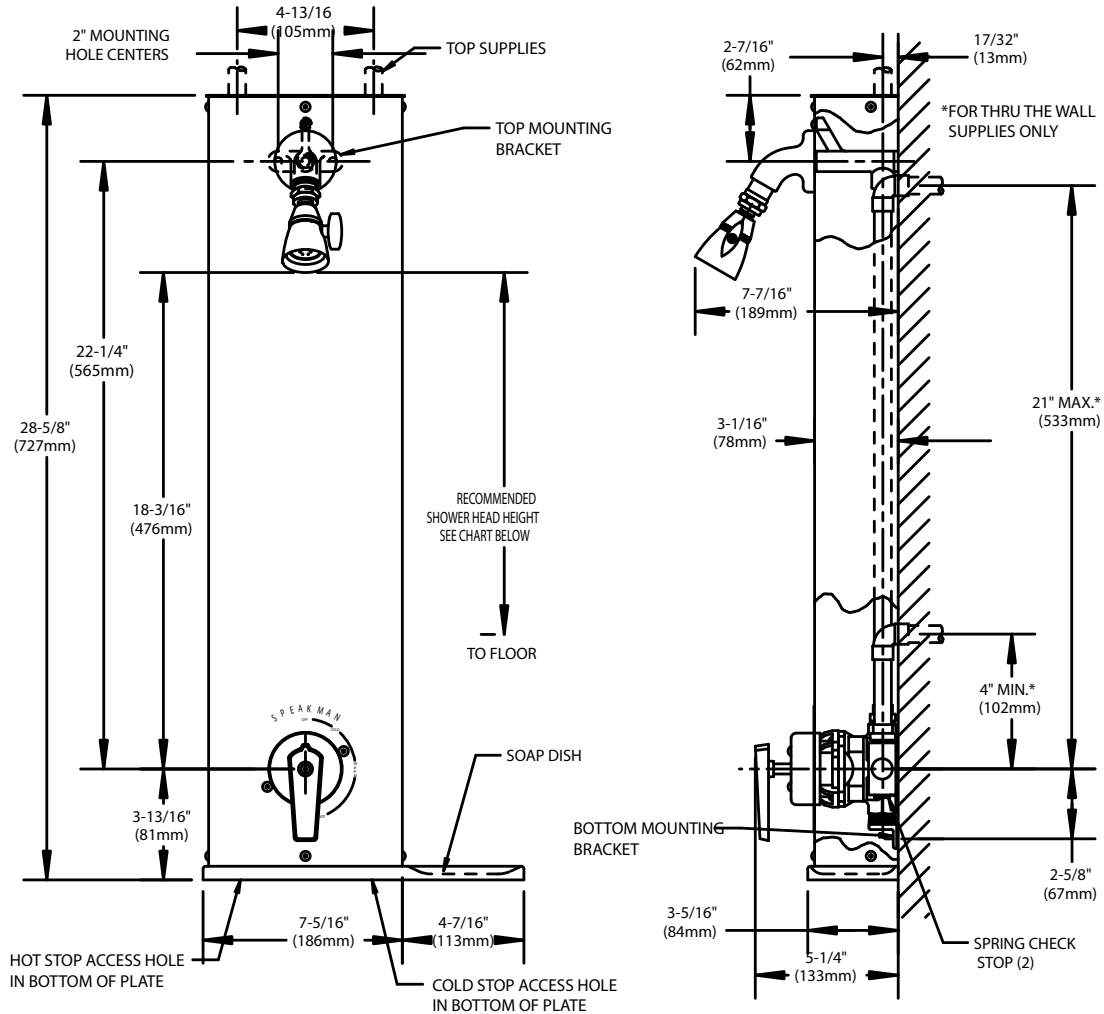 4-13/16
(105mm)
2" MOUNTING
HOLE CENTERS
TOP SUPPLIES
TOP MOUNTING
BRACKET
22-1/4"
(565mm)
28-5/8"
(727mm)
18-3/16"
(476mm)
RECOMMENDED
SHOWER HEAD HEIGHT
SEE CHART BELOW
TO FLOOR
SPEAKMAN
OFF
COLD
SOAP DISH
3-13/16"
(81mm)
7-5/16"
(186mm)
4-7/16"
(113mm)
HOT STOP ACCESS HOLE
IN BOTTOM OF PLATE
COLD STOP ACCESS HOLE
IN BOTTOM OF PLATE
2-7/16"
(62mm)
17/32"
(13mm)
*FOR THRU THE WALL
SUPPLIES ONLY
7-7/16"
(189mm)
3-1/16"
(78mm)
21" MAX.*
(533mm)
4" MIN.*
(102mm)
BOTTOM MOUNTING
BRACKET
2-5/8"
(67mm)
3-5/16"
(84mm)
5-1/4"
(133mm)
SPRING CHECK
STOP (2)